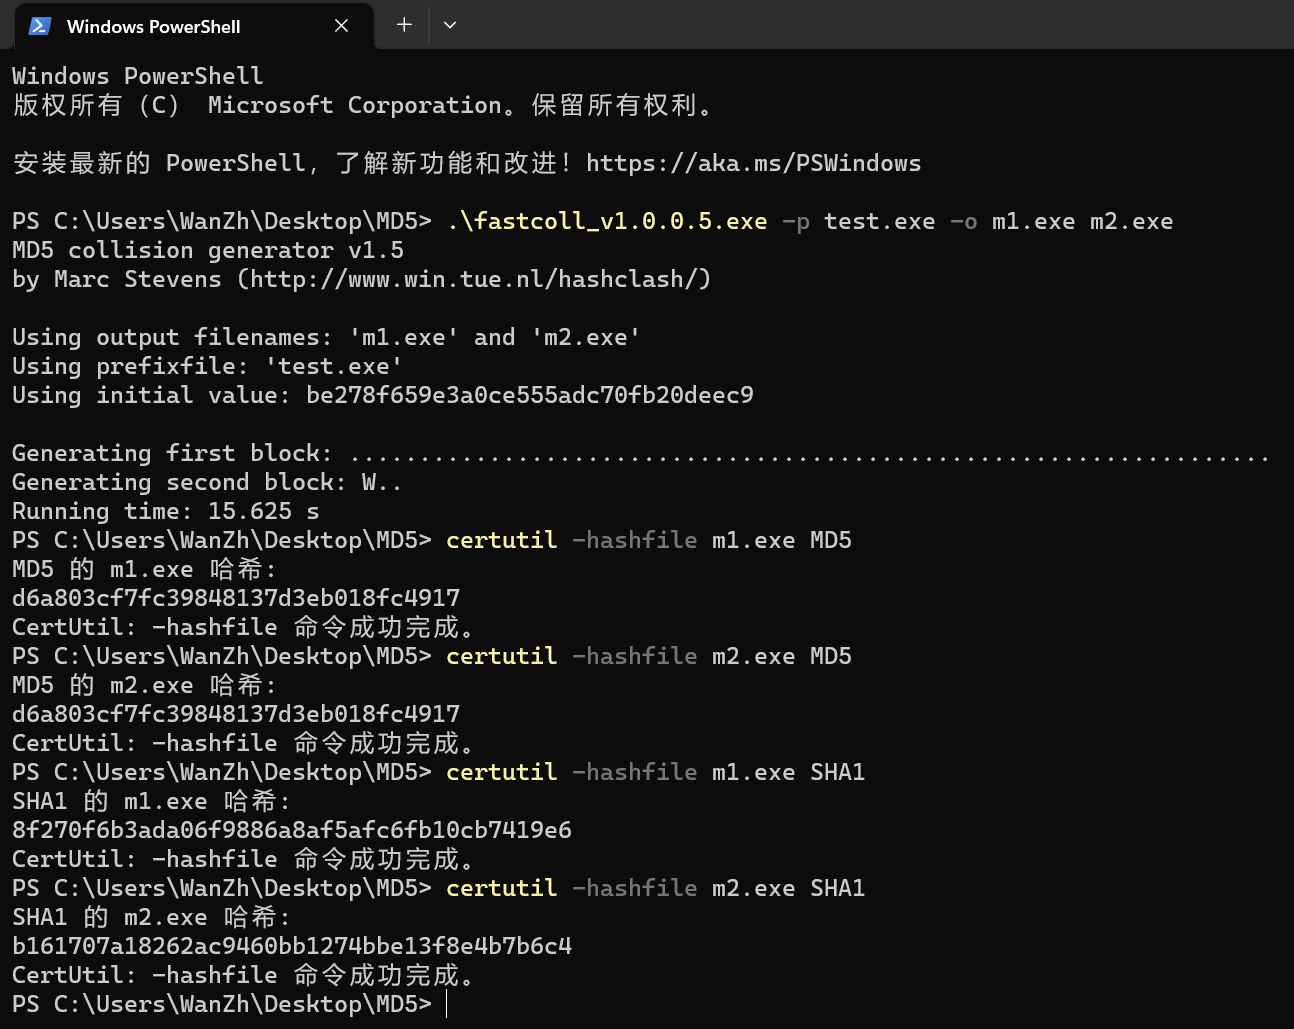 Windows PowerShell
Windows PowerShell
版权所有（C） Microsoft Corporation。保留所有权利。
安装最新的 PowerShell，了解新功能和改进！https://aka.ms/PSWindows
PS C:\Users\WanZh\Desktop\MD5> .\fastcoll_v1.0.0.5.exe -p test.exe -o m1.exe m2.exe
MD5 collision generator v1.5
by Marc Stevens (http://www.win.tue.nl/hashclash/)
Using output filenames: 'm1.exe' and 'm2.exe'
Using prefixfile: 'test.exe'
Using initial value: be278f659e3a0ce555adc70fb20deec9
Generating first block: ..................................................................
Generating second block: W..
Running time: 15.625 s
PS C:\Users\WanZh\Desktop\MD5> certutil -hashfile m1.exe MD5
MD5 的 m1.exe 哈希:
d6a803cf7fc39848137d3eb018fc4917
CertUtil: -hashfile 命令成功完成。
PS C:\Users\WanZh\Desktop\MD5> certutil -hashfile m2.exe MD5
MD5 的 m2.exe 哈希:
d6a803cf7fc39848137d3eb018fc4917
CertUtil: -hashfile 命令成功完成。
PS C:\Users\WanZh\Desktop\MD5> certutil -hashfile m1.exe SHA1
SHA1 的 m1.exe 哈希:
8f270f6b3ada06f9886a8af5afc6fb10cb7419e6
CertUtil: -hashfile 命令成功完成。
PS C:\Users\WanZh\Desktop\MD5> certutil -hashfile m2.exe SHA1
SHA1 的 m2.exe 哈希:
b161707a18262ac9460bb1274bbe13f8e4b7b6c4
CertUtil: -hashfile 命令成功完成。
PS C:\Users\WanZh\Desktop\MD5>